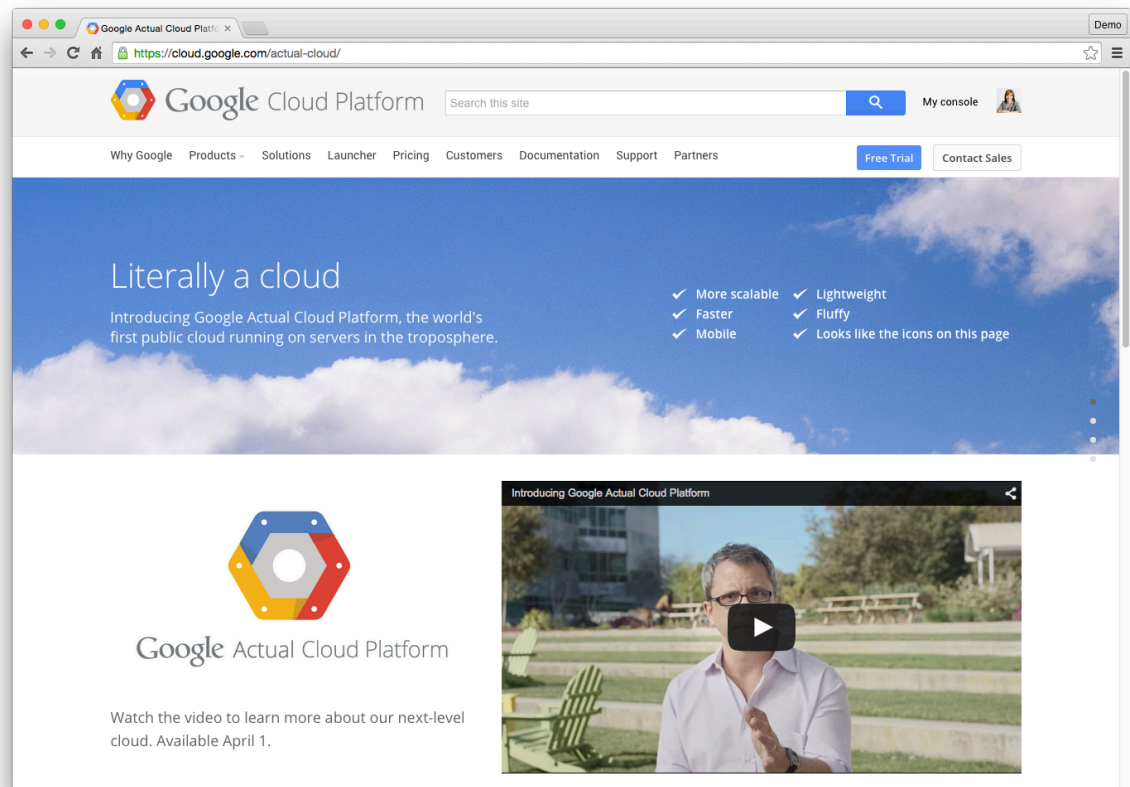 Google Actual Cloud Platfo
Demo
https://cloud.google.com/actual-cloud/
Google Cloud Platform
Search this site
My console
Why Google Products Solutions Launcher Pricing Customers Documentation Support Partners
Free Trial
Contact Sales
Literally a cloud
Introducing Google Actual Cloud Platform, the world's
first public cloud running on servers in the troposphere.
More scalable
Faster
Mobile
Lightweight
Fluffy
Looks like the icons on this page
Google Actual Cloud Platform
Watch the video to learn more about our next-level
cloud. Available April 1.
Introducing Google Actual Cloud Platform